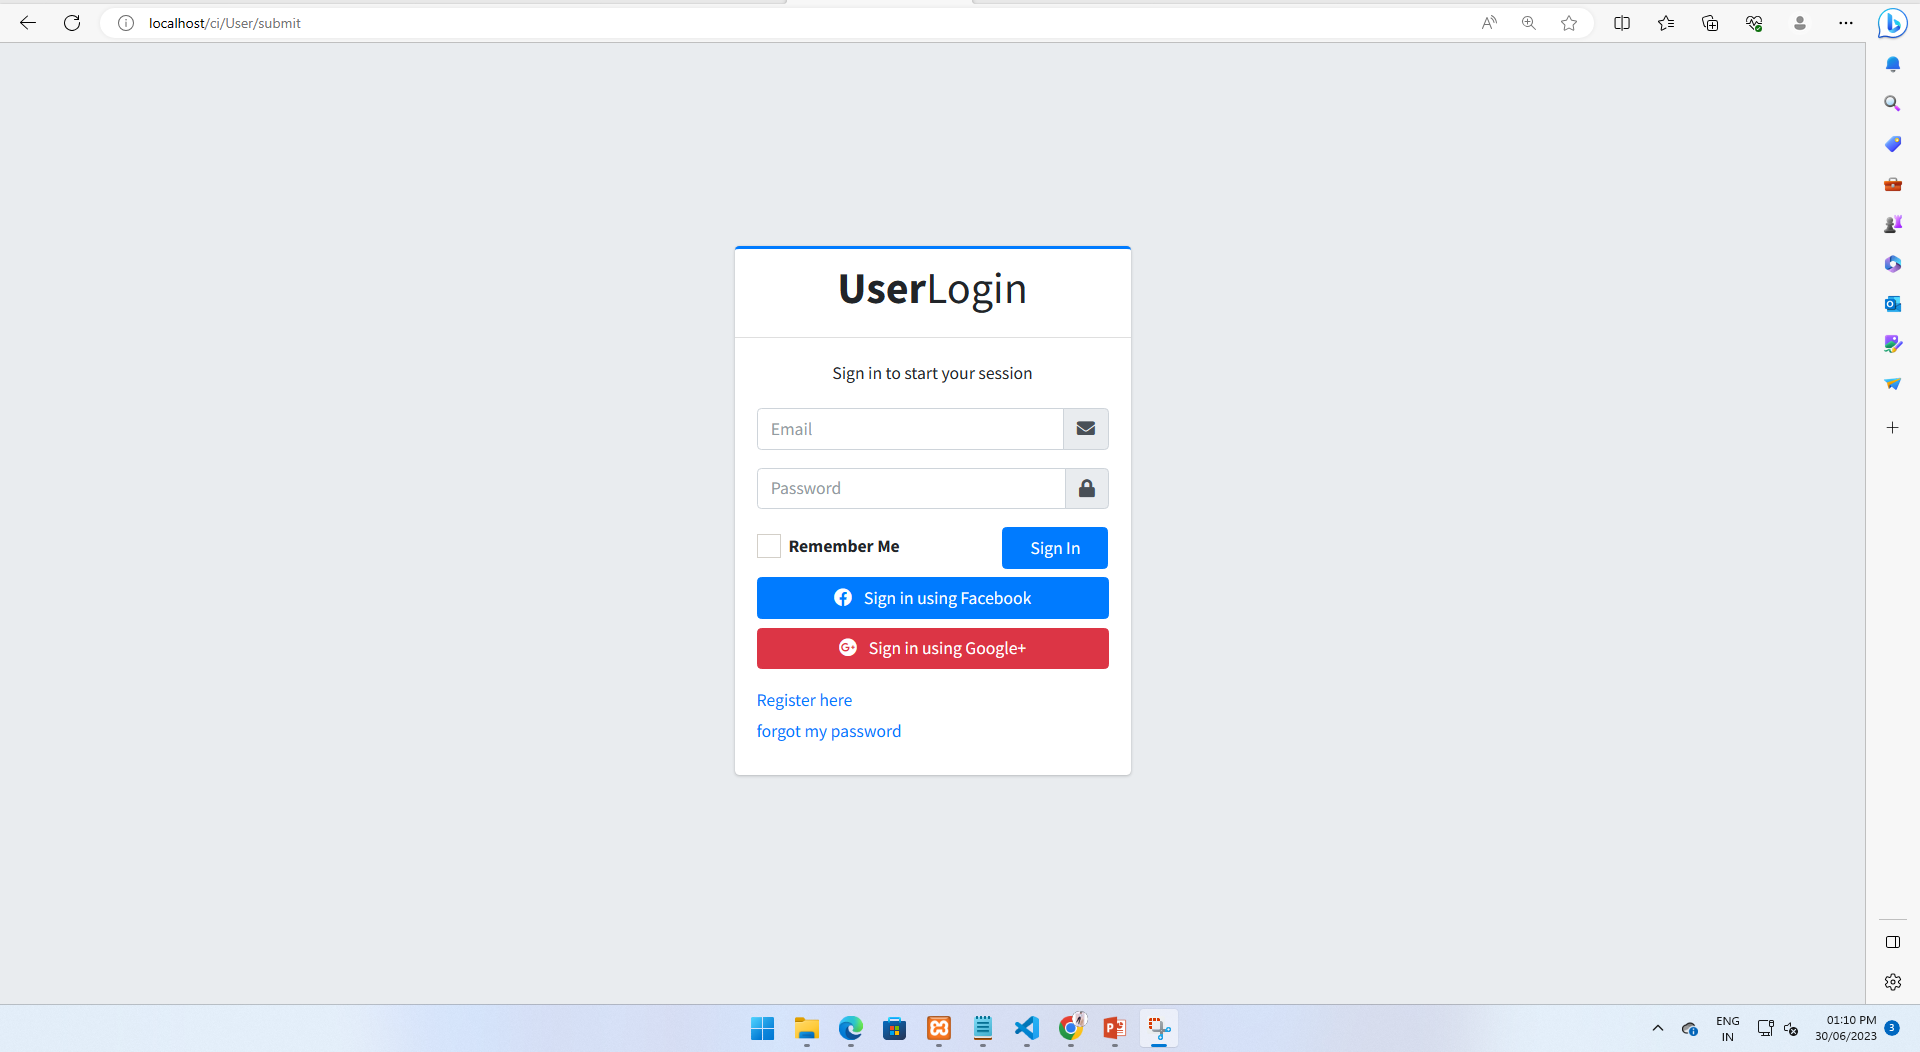 localhost/ci/User/submit
UserLogin
Sign in to start your session
Email
Password
Remember Me
Sign In
Sign in using Facebook
Sign in using Google+
Register here
forgot my password
ENG
IN
01:10 PM
30/06/2023
3